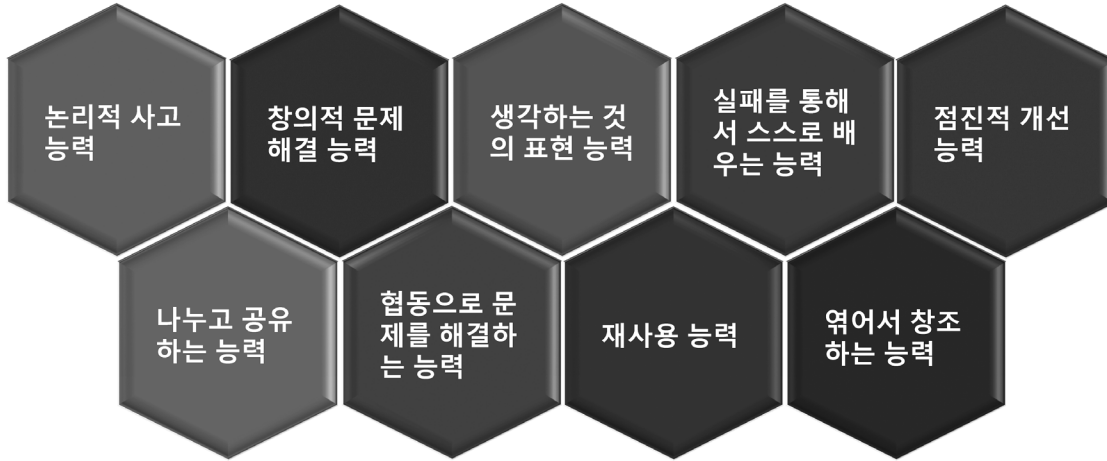 논리적 사고
능력
창의적 문제
해결 능력
생각하는 것
의 표현 능력
실패를 통해
서 스스로 배
우는 능력
점진적 개선
능력
나누고 공유
하는 능력
협동으로 문
제를 해결하
는 능력
재사용 능력
엮어서 창조
하는 능력